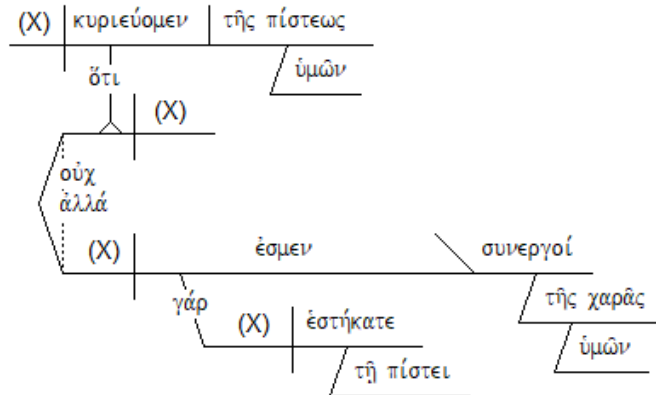 (X) κυριεύομεν τῆς πίστεως
ὑμῶν
ὅτι
(X)
οὐχ
ἀλλά
(X) ἐσμεν συνεργοί
τῆς χαρᾶς
γάρ
(X) ἑστήκατε
ὑμῶν
τῇ πίστει